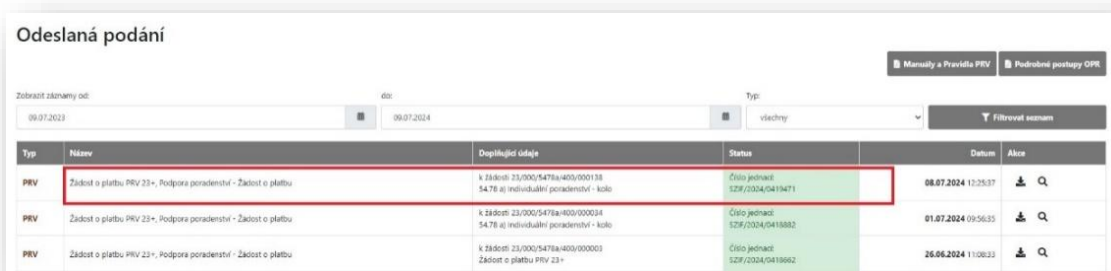 Odeslaná podání
Manuály a Pravidla PRV Podrobné postupy OPR
Zobrazit záznamy od: do: Typ:
09.07.2023 09.07.2024 všechny Filtrovat seznam
Typ Název Doplňující údaje Status Datum Akce
PRV Žádost o platbu PRV 23+, Podpora poradenství - Žádost o platbu k žádosti 23/000/5478a/400/000138 Číslo jednací: 08.07.2024 12:25:37
54.78 a) Individuální poradenství - kolo SZIF/2024/0419471
PRV Žádost o platbu PRV 23+, Podpora poradenství - Žádost o platbu k žádosti 23/000/5478a/400/000034 Číslo jednací: 01.07.2024 09:56:35
54.78 a) Individuální poradenství - kolo SZIF/2024/0418882
PRV Žádost o platbu PRV 23+, Podpora poradenství - Žádost o platbu k žádosti 23/000/5478a/400/000003 Číslo jednací: 26.06.2024 11:08:33
Žádost o platbu PRV 23+ SZIF/2024/0418662